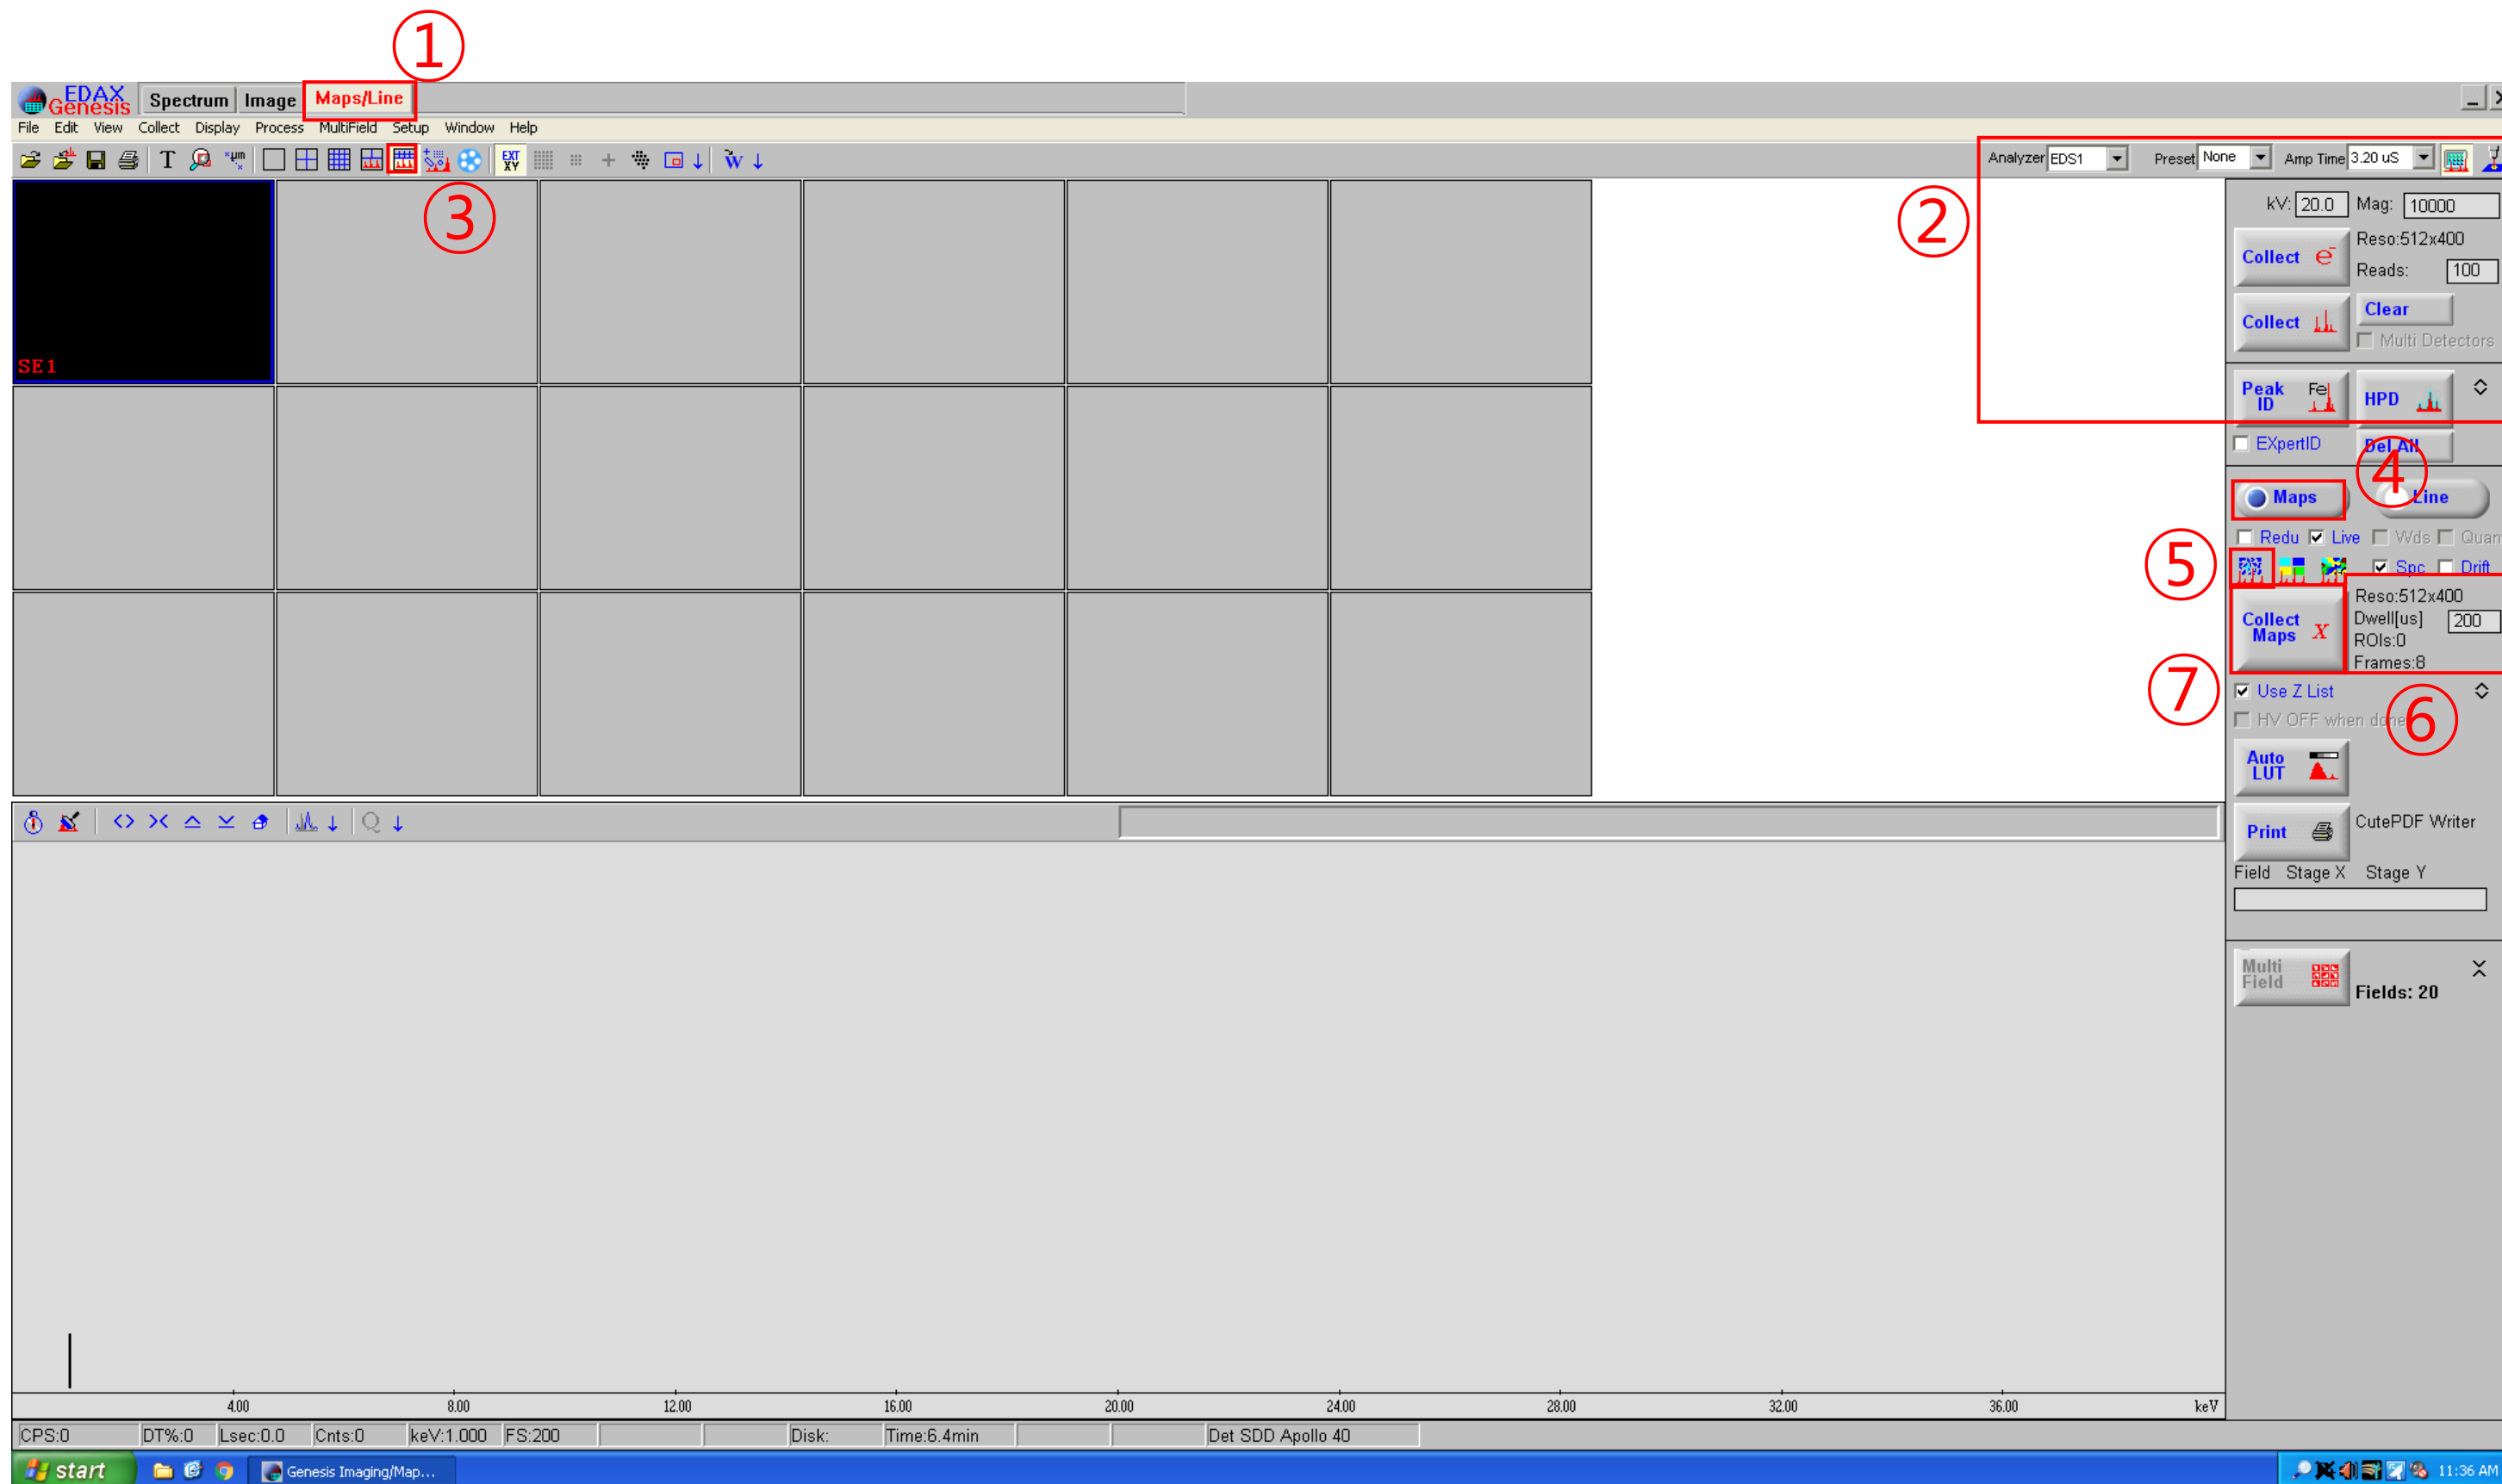 ①
EDAX
Genesis
Spectrum Image Maps/Line
File Edit View Collect Display Process MultiField Setup Window Help
T µm EXT XY W
Analyzer EDS1 Preset None Amp Time 3.20 uS
③
②
kV: 20.0 Mag: 10000
Collect e⁻ Reso:512x400
Reads: 100
Collect Clear
Multi Detectors
SE1
Peak ID Fe HPD
EXpertID Del All
④
Maps Line
Redu Live Wds
⑤
Spc Drift
Collect Maps X
Reso:512x400
Dwell[us] 200
ROIs:0
Frames:8
⑦
Use Z List
HV OFF when done
⑥
Auto LUT
Print CutePDF Writer
Field Stage X Stage Y
Q
Multi Field
Fields: 20
4.00 8.00 12.00 16.00 20.00 24.00 28.00 32.00 36.00 keV
CPS:0 DT%:0 Lsec:0.0 Cnts:0 keV:1.000 FS:200 Disk: Time:6.4min Det SDD Apollo 40
start Genesis Imaging/Map... 11:36 AM